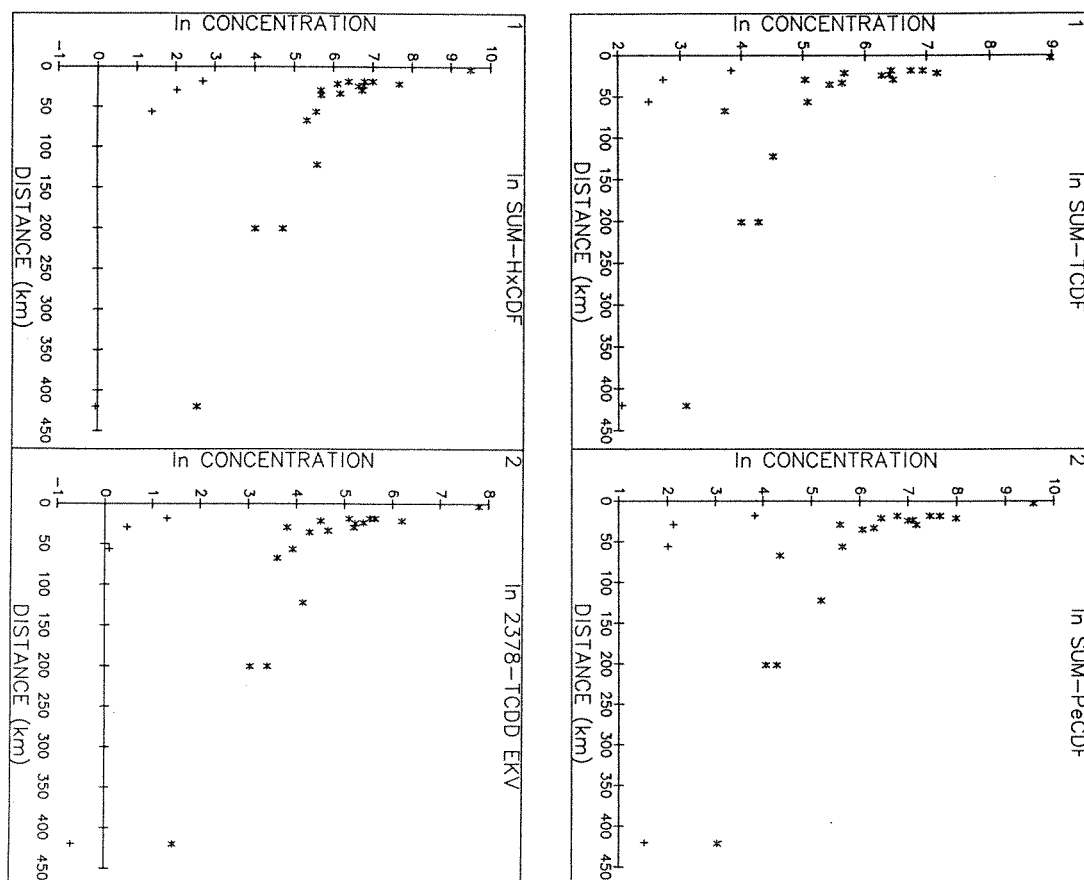 1
ln SUM-TCDF
ln CONCENTRATION
2 3 4 5 6 7 8 9
0 50 100 150 200 250 300 350 400 450
DISTANCE (km)
2
ln SUM-PeCDF
ln CONCENTRATION
1 2 3 4 5 6 7 8 9 10
0 50 100 150 200 250 300 350 400 450
DISTANCE (km)
1
ln SUM-HxCDF
ln CONCENTRATION
-1 0 1 2 3 4 5 6 7 8 9 10
0 50 100 150 200 250 300 350 400 450
DISTANCE (km)
2
ln 2378-TCDD EKV
ln CONCENTRATION
-1 0 1 2 3 4 5 6 7 8
0 50 100 150 200 250 300 350 400 450
DISTANCE (km)